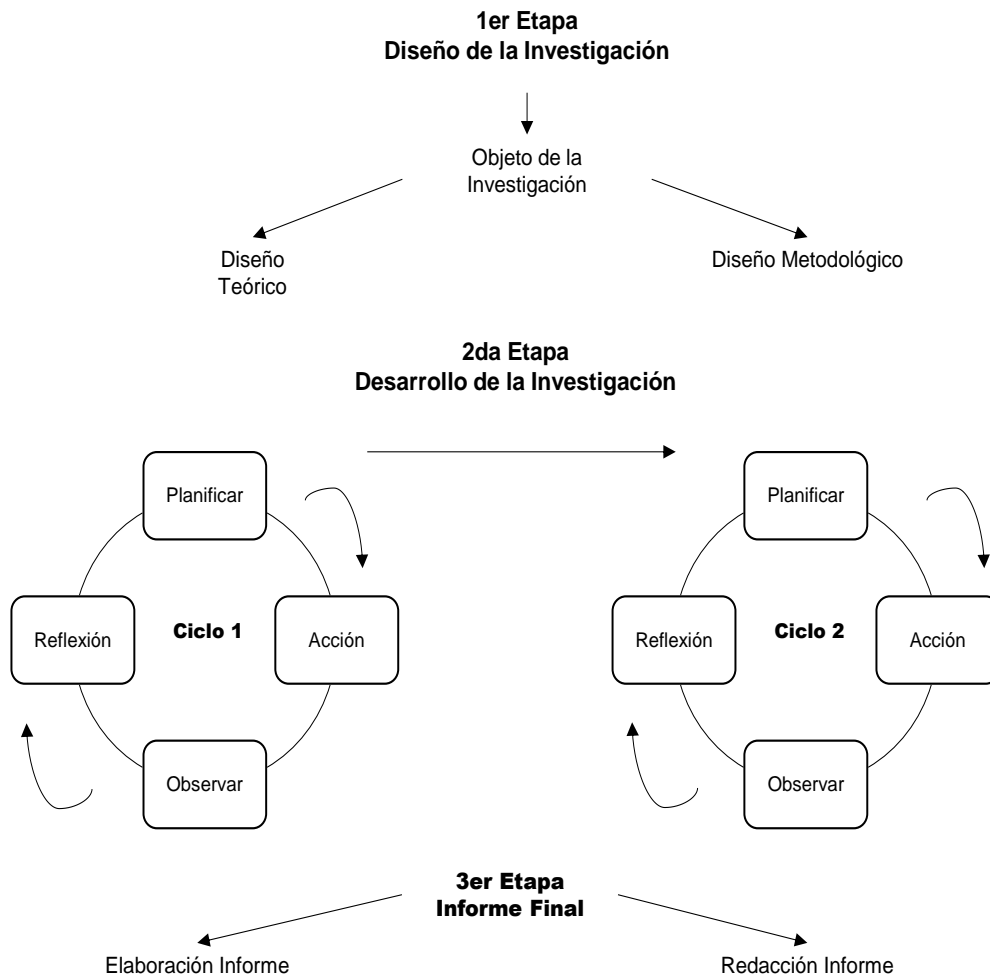 1er Etapa
Diseño de la Investigación
Objeto de la
Investigación
Diseño
Teórico
Diseño Metodológico
2da Etapa
Desarrollo de la Investigación
Planificar
Reflexión
Ciclo 1
Acción
Observar
Planificar
Reflexión
Ciclo 2
Acción
Observar
3er Etapa
Informe Final
Elaboración Informe
Redacción Informe